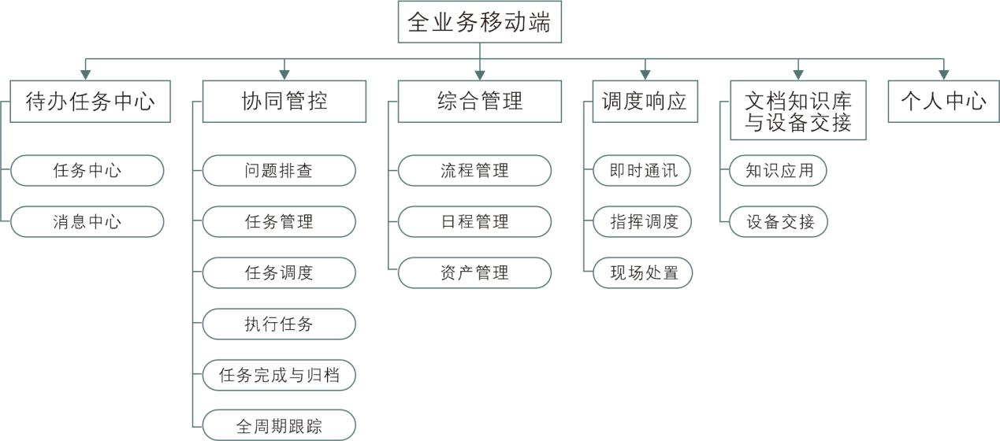 全业务移动端
待办任务中心
任务中心
消息中心
协同管控
问题排查
任务管理
任务调度
执行任务
任务完成与归档
全周期跟踪
综合管理
流程管理
日程管理
资产管理
调度响应
即时通讯
指挥调度
现场处置
文档知识库
与设备交接
知识应用
设备交接
个人中心